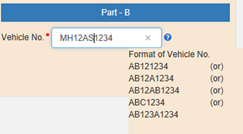 Part - B
Vehicle No. * MH12AS1234 × ?
Format of Vehicle No.
AB121234 (or)
AB12A1234 (or)
AB12AB1234 (or)
ABC1234 (or)
AB123A1234